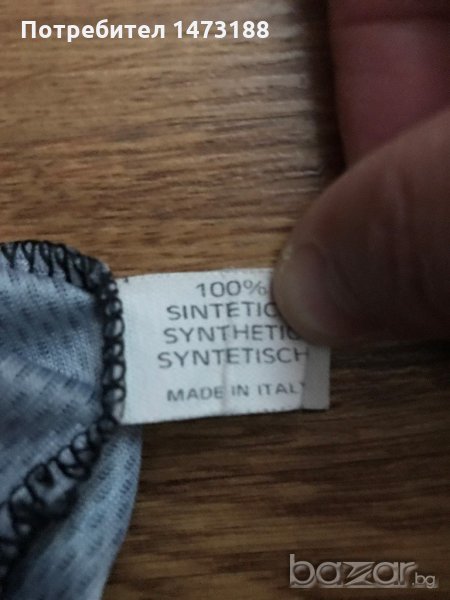 Потребител 1473188
100%
SINTETIC
SYNTHETIC
SYNTETISCH
MADE IN ITALY
bazar.bg